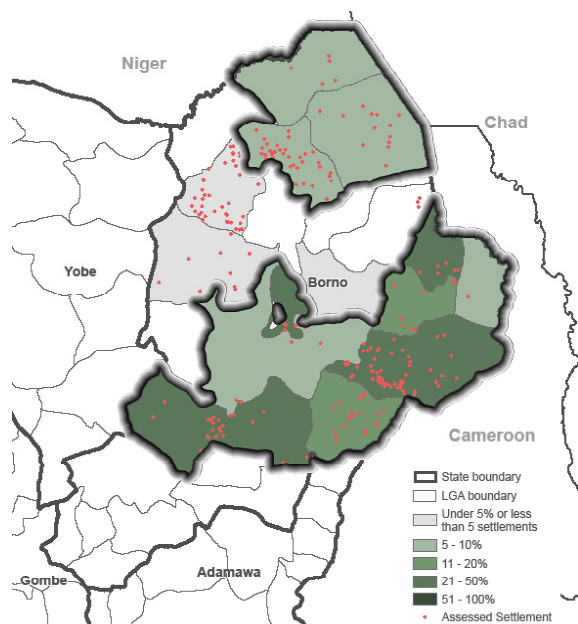 Niger
Chad
Yobe
Borno
Cameroon
Gombe
Adamawa
State boundary
LGA boundary
Under 5% or less
than 5 settlements
5 - 10%
11 - 20%
21 - 50%
51 - 100%
Assessed Settlement